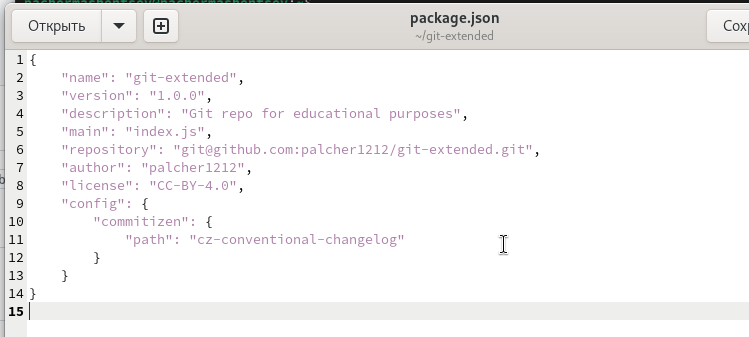 Открыть
package.json
~/git-extended
1 {
2 "name": "git-extended",
3 "version": "1.0.0",
4 "description": "Git repo for educational purposes",
5 "main": "index.js",
6 "repository": "git@github.com:palcher1212/git-extended.git",
7 "author": "palcher1212",
8 "license": "CC-BY-4.0",
9 "config": {
10 "commitizen": {
11 "path": "cz-conventional-changelog"
12 }
13 }
14 }
15